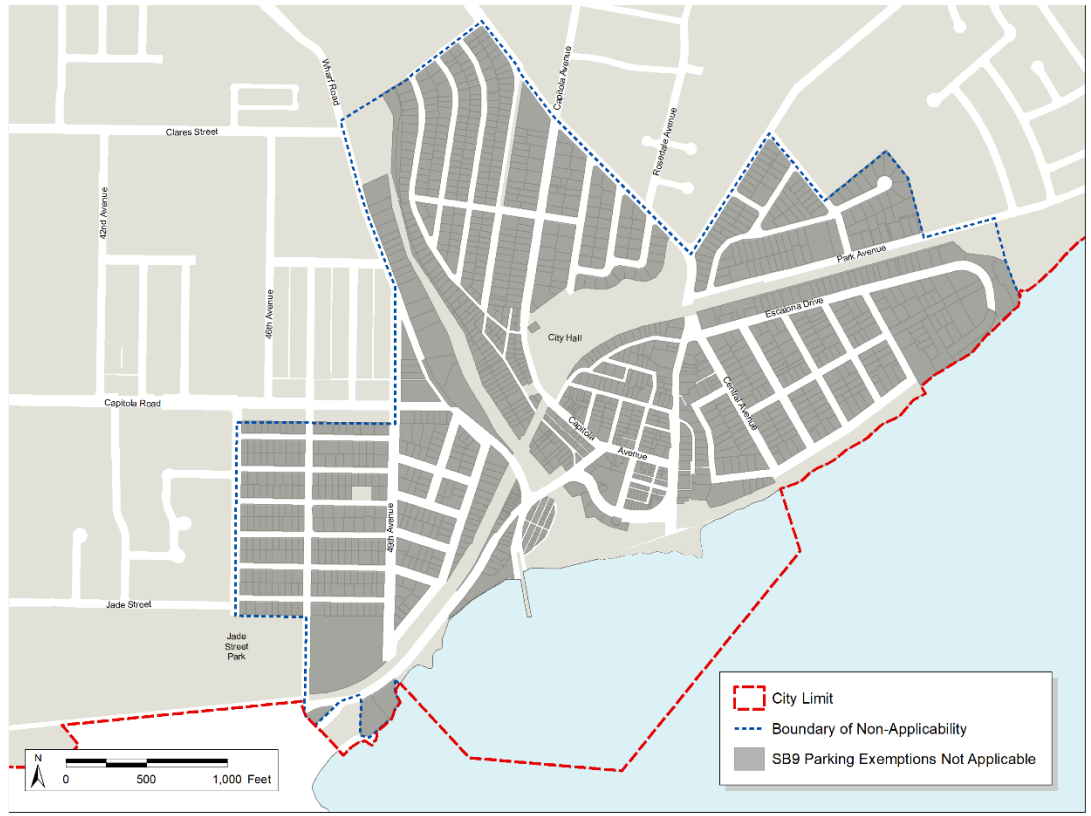 Wharf Road
Capitola Avenue
Rosedale Avenue
Clares Street
42nd Avenue
46th Avenue
Park Avenue
Escalona Drive
City Hall
Central Avenue
Capitola Road
Capitola
Avenue
49th Avenue
Jade Street
Jade
Street
Park
City Limit
Boundary of Non-Applicability
SB9 Parking Exemptions Not Applicable
N
0 500 1,000 Feet